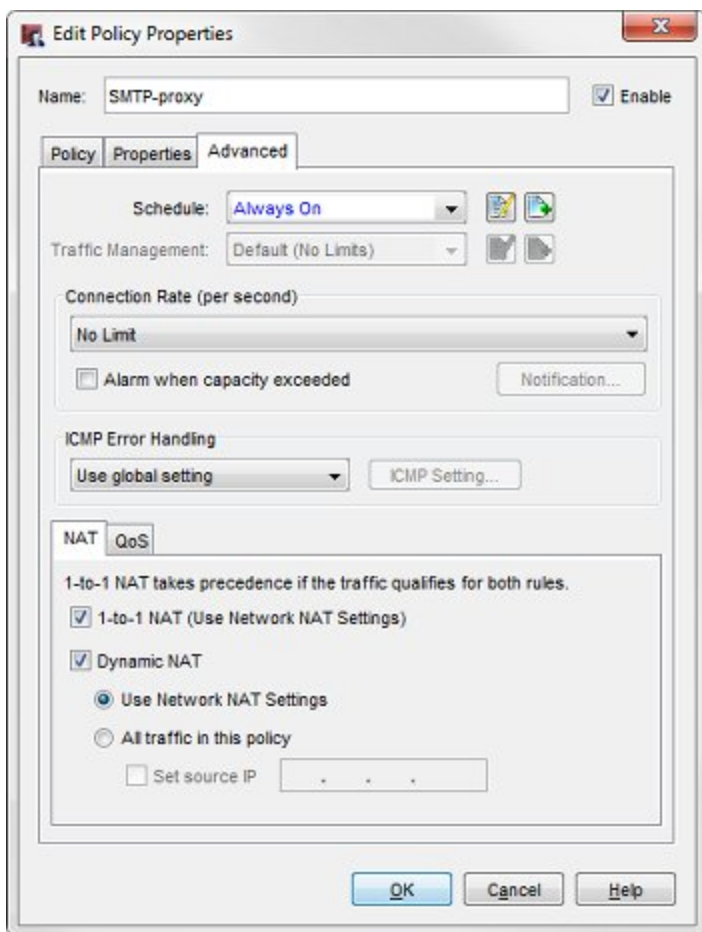 Edit Policy Properties
Name: SMTP-proxy Enable
Policy Properties Advanced
Schedule: Always On
Traffic Management: Default (No Limits)
Connection Rate (per second)
No Limit
Alarm when capacity exceeded Notification...
ICMP Error Handling
Use global setting ICMP Setting...
NAT QoS
1-to-1 NAT takes precedence if the traffic qualifies for both rules.
1-to-1 NAT (Use Network NAT Settings)
Dynamic NAT
Use Network NAT Settings
All traffic in this policy
Set source IP . . .
OK Cancel Help